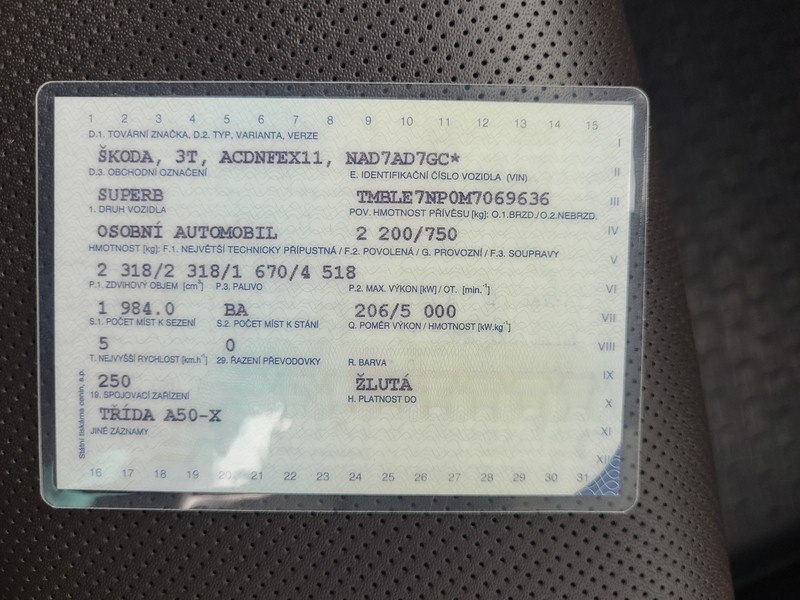 1 2 3 4 5 6 7 8 9 10 11 12 13 14 15
D.1. TOVÁRNÍ ZNAČKA, D.2. TYP, VARIANTA, VERZE
I
ŠKODA, 3T, ACDNFEX11, NAD7AD7GC*
D.3. OBCHODNÍ OZNAČENÍ E. IDENTIFIKAČNÍ ČÍSLO VOZIDLA (VIN)
II
SUPERB TMBLE7NP0M7069636
III
1. DRUH VOZIDLA POV. HMOTNOST PŘÍVĚSU [kg]: O.1.BRZD./O.2.NEBRZD.
OSOBNÍ AUTOMOBIL 2 200/750
IV
HMOTNOST [kg]: F.1. NEJVĚTŠÍ TECHNICKY PŘÍPUSTNÁ / F.2. POVOLENÁ / G. PROVOZNÍ / F.3. SOUPRAVY
V
2 318/2 318/1 670/4 518
P.1. ZDVIHOVÝ OBJEM [cm³] P.3. PALIVO P.2. MAX. VÝKON [kW] / OT. [min.⁻¹]
VI
1 984.0 BA 206/5 000
VII
S.1. POČET MÍST K SEZENÍ S.2. POČET MÍST K STÁNÍ Q. POMĚR VÝKON / HMOTNOST [kW.kg⁻¹]
5 0
VIII
T. NEJVYŠŠÍ RYCHLOST [km.h⁻¹] 29. ŘAZENÍ PŘEVODOVKY R. BARVA
IX
250 ŽLUTÁ
19. SPOJOVACÍ ZAŘÍZENÍ H. PLATNOST DO
X
TŘÍDA A50-X
JINÉ ZÁZNAMY
XI
XII
16 17 18 19 20 21 22 23 24 25 26 27 28 29 30 31
Státní tiskárna cenin, s.p.